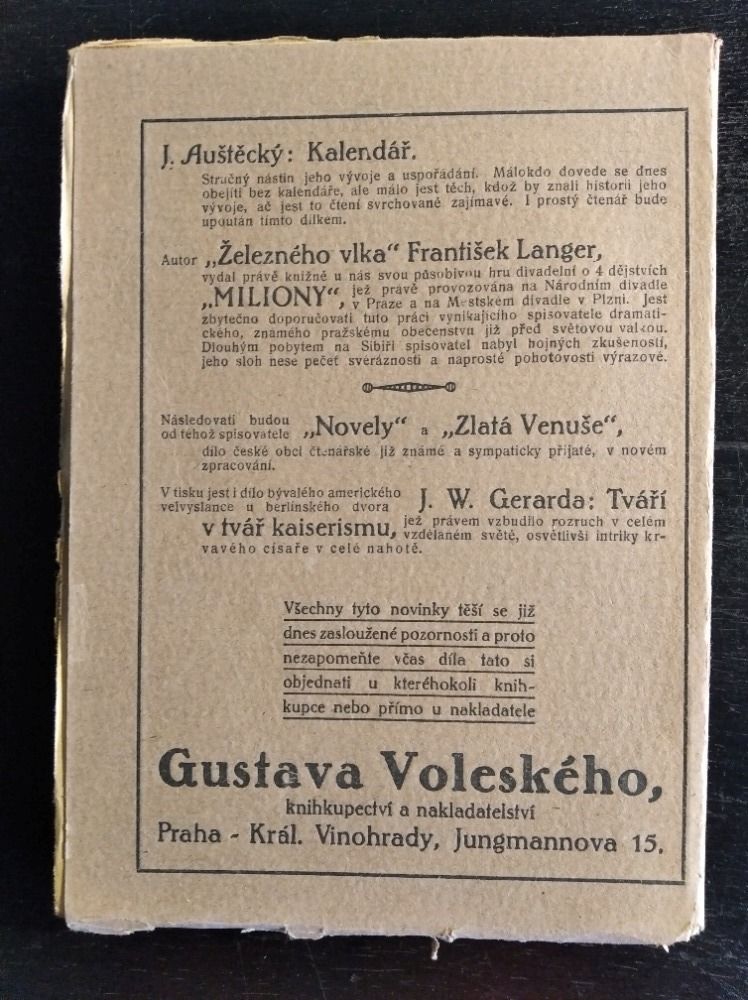 J. Auštěcký: Kalendář.
Stručný nástin jeho vývoje a uspořádání. Málokdo dovede se dnes
obejíti bez kalendáře, ale málo jest těch, kdož by znali historii jeho
vývoje, ač jest to čtení svrchovaně zajímavé. I prostý čtenář bude
upoután tímto dílkem.
Autor „Železného vlka“ František Langer,
vydal právě knižně u nás svou působivou hru divadelní o 4 dějstvích
„MILIONY“, jež právě provozována na Národním divadle
v Praze a na Městském divadle v Plzni. Jest
zbytečno doporučovati tuto práci vynikajícího spisovatele dramati-
ckého, známého pražskému obecenstvu již před světovou válkou.
Dlouhým pobytem na Sibiři spisovatel nabyl hojných zkušeností,
jeho sloh nese pečeť svéráznosti a naprosté pohotovosti výrazové.
Následovati budou
od téhož spisovatele „Novely“ a „Zlatá Venuše“,
dílo české obci čtenářské již známé a sympaticky přijaté, v novém
zpracování.
V tisku jest i dílo bývalého amerického
velvyslance u berlínského dvora J. W. Gerarda: Tváří
v tvář kaiserismu, jež právem vzbudilo rozruch v celém
vzdělaném světě, osvětlivši intriky kr-
vavého císaře v celé nahotě.
Všechny tyto novinky těší se již
dnes zasloužené pozornosti a proto
nezapomeňte včas díla tato si
objednati u kteréhokoli knih-
kupce nebo přímo u nakladatele
Gustava Voleského,
knihkupectví a nakladatelství
Praha - Král. Vinohrady, Jungmannova 15.